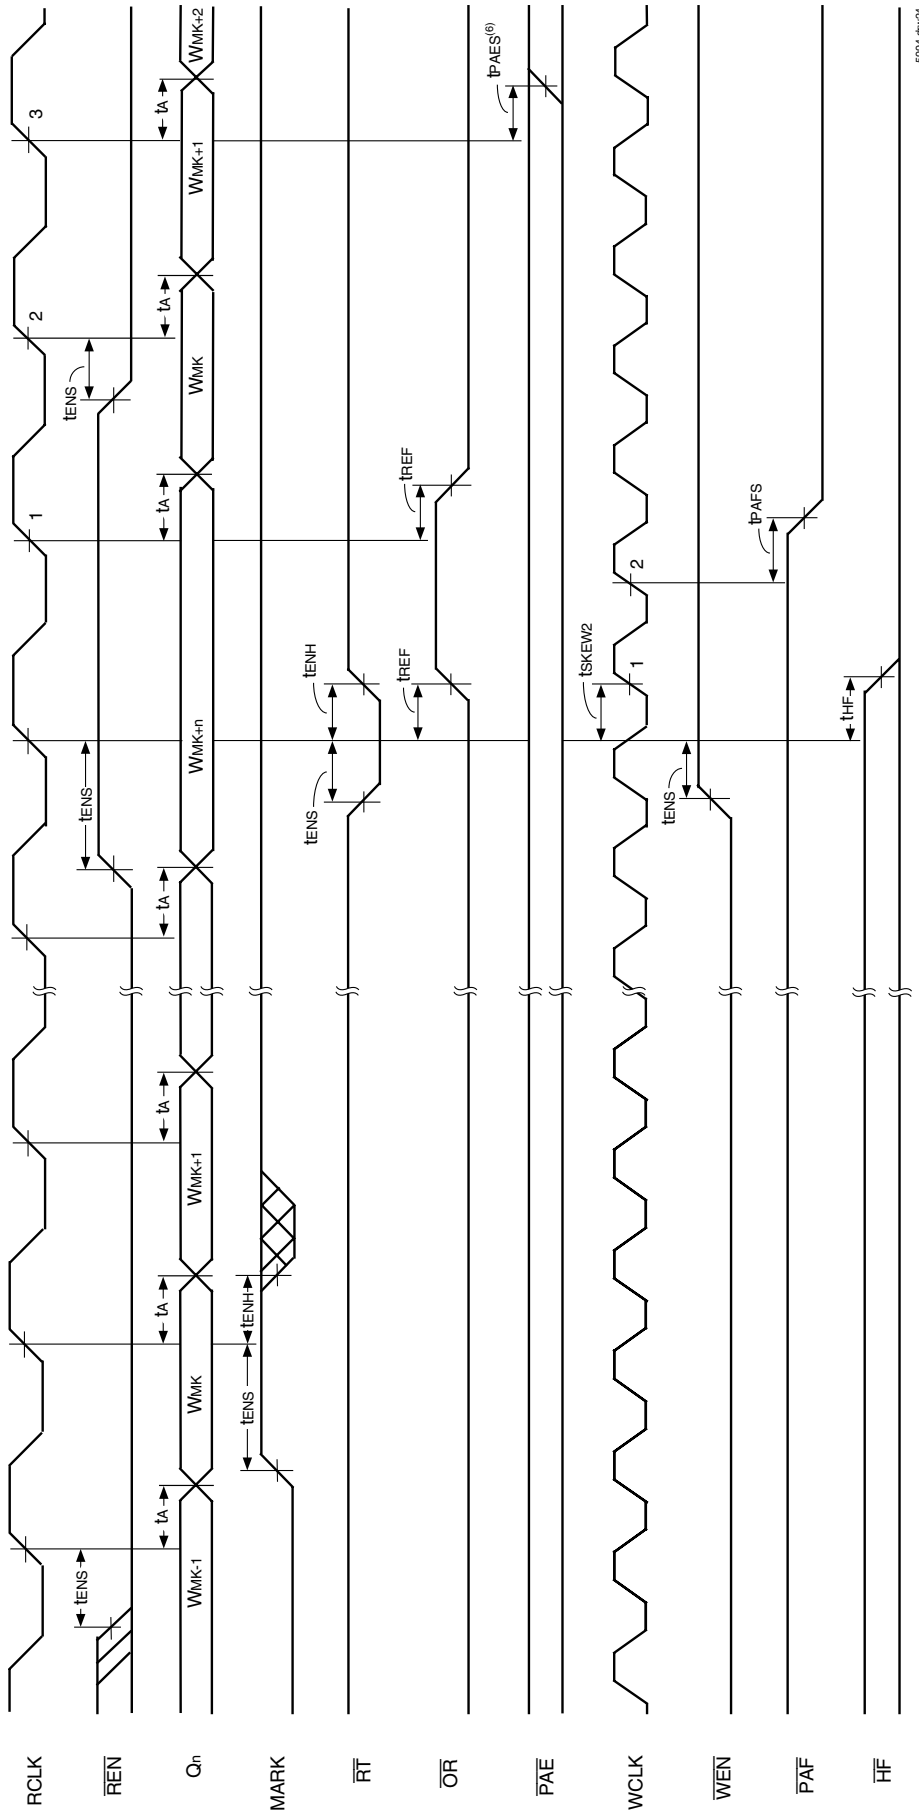 RCLK 1 2 3
REN tENS tENS tENS
Qn WMK-1 tA WMK tA WMK+1 tA tA WMK+n tA WMK tA WMK+1 tA WMK+2
MARK tENS tENH
RT tENS tENH
OR tREF tREF
PAE tPAES(6)
WCLK tSKEW2 1 2
WEN tENS
PAF tPAFS
HF tHF